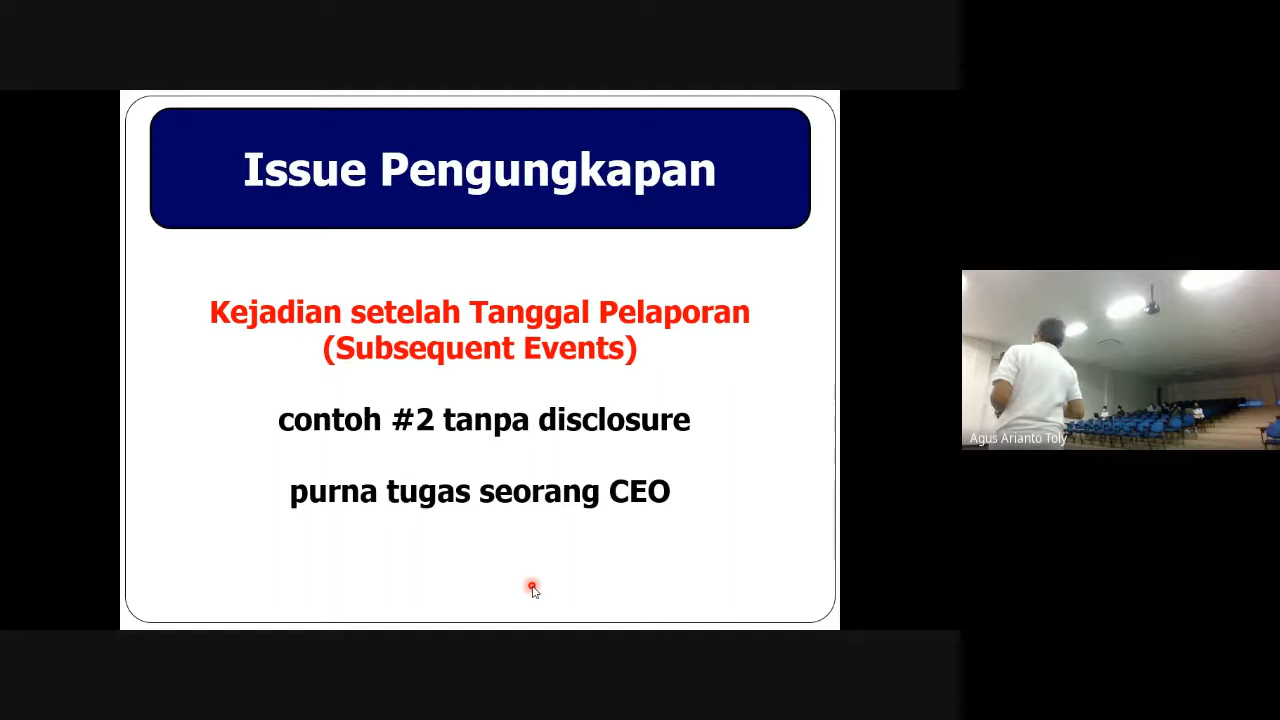 Issue Pengungkapan
Kejadian setelah Tanggal Pelaporan
(Subsequent Events)
contoh #2 tanpa disclosure
purna tugas seorang CEO
Agus Arianto Toly